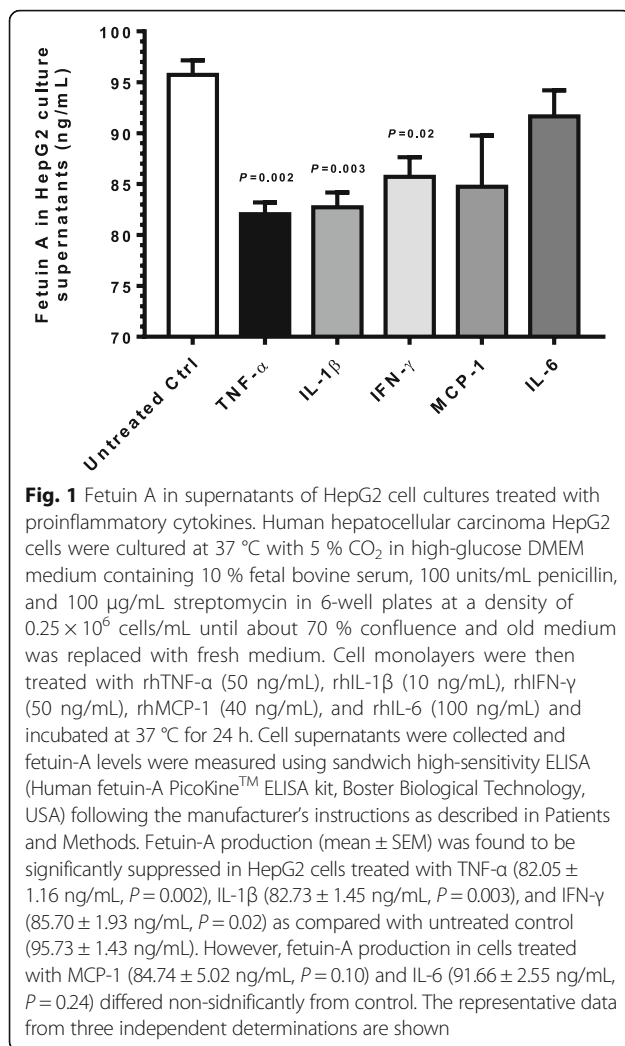 Fetuin A in HepG2 culture
supernatants (ng/mL)
100
95
90
85
80
75
70
P=0.002
P=0.003
P=0.02
Untreated Ctrl
TNF-α
IL-1β
IFN-γ
MCP-1
IL-6
Fig. 1 Fetuin A in supernatants of HepG2 cell cultures treated with
proinflammatory cytokines. Human hepatocellular carcinoma HepG2
cells were cultured at 37 °C with 5 % CO₂ in high-glucose DMEM
medium containing 10 % fetal bovine serum, 100 units/mL penicillin,
and 100 μg/mL streptomycin in 6-well plates at a density of
0.25 × 10⁶ cells/mL until about 70 % confluence and old medium
was replaced with fresh medium. Cell monolayers were then
treated with rhTNF-α (50 ng/mL), rhIL-1β (10 ng/mL), rhIFN-γ
(50 ng/mL), rhMCP-1 (40 ng/mL), and rhIL-6 (100 ng/mL) and
incubated at 37 °C for 24 h. Cell supernatants were collected and
fetuin-A levels were measured using sandwich high-sensitivity ELISA
(Human fetuin-A PicoKine™ ELISA kit, Boster Biological Technology,
USA) following the manufacturer's instructions as described in Patients
and Methods. Fetuin-A production (mean ± SEM) was found to be
significantly suppressed in HepG2 cells treated with TNF-α (82.05 ±
1.16 ng/mL, P = 0.002), IL-1β (82.73 ± 1.45 ng/mL, P = 0.003), and IFN-γ
(85.70 ± 1.93 ng/mL, P = 0.02) as compared with untreated control
(95.73 ± 1.43 ng/mL). However, fetuin-A production in cells treated
with MCP-1 (84.74 ± 5.02 ng/mL, P = 0.10) and IL-6 (91.66 ± 2.55 ng/mL,
P = 0.24) differed non-sidnificantly from control. The representative data
from three independent determinations are shown